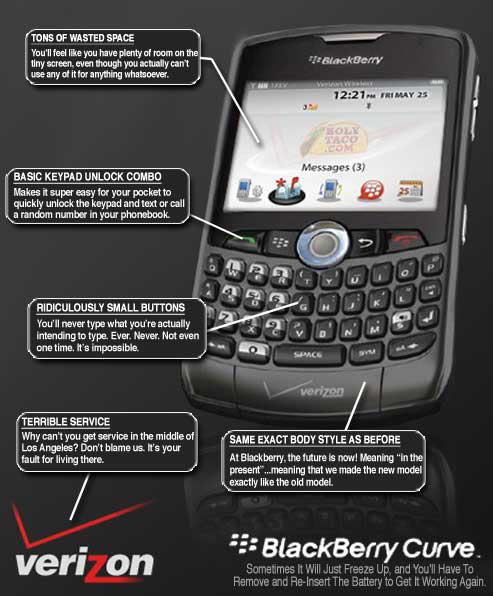 TONS OF WASTED SPACE
You'll feel like you have plenty of room on the
tiny screen, even though you actually can't
use any of it for anything whatsoever.
BlackBerry
1XEV
Verizon Wireless
12:21PM FRI MAY 25
3
HOLY
TACO
.COM
Messages (3)
25
BASIC KEYPAD UNLOCK COMBO
Makes it super easy for your pocket to
quickly unlock the keypad and text or call
a random number in your phonebook.
RIDICULOUSLY SMALL BUTTONS
You'll never type what you're actually
intending to type. Ever. Never. Not even
one time. It's impossible.
Q W E R T Y U I O P
A S D F G H J K L
Z X C V B N M
SPACE SYM
verizon
TERRIBLE SERVICE
Why can't you get service in the middle of
Los Angeles? Don't blame us. It's your
fault for living there.
SAME EXACT BODY STYLE AS BEFORE
At Blackberry, the future is now! Meaning "in the
present"...meaning that we made the new model
exactly like the old model.
verizon
BlackBerry Curve™
Sometimes It Will Just Freeze Up, and You'll Have To
Remove and Re-Insert The Battery to Get It Working Again.